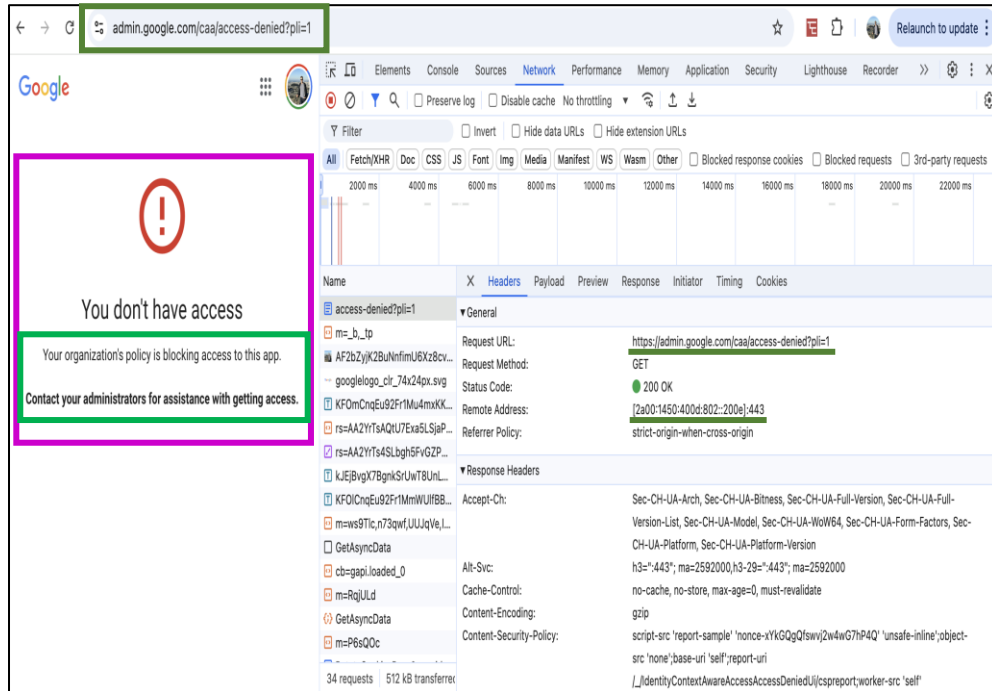 admin.google.com/caa/access-denied?pli=1
Relaunch to update
Google
You don't have access
Your organization's policy is blocking access to this app.
Contact your administrators for assistance with getting access.
Elements Console Sources Network Performance Memory Application Security Lighthouse Recorder
Preserve log Disable cache No throttling
Filter Invert Hide data URLs Hide extension URLs
All Fetch/XHR Doc CSS JS Font Img Media Manifest WS Wasm Other Blocked response cookies Blocked requests 3rd-party requests
2000 ms 4000 ms 6000 ms 8000 ms 10000 ms 12000 ms 14000 ms 16000 ms 18000 ms 20000 ms 22000 ms
Name
access-denied?pli=1
m=_b,_tp
AF2bZyjK2BuNnfimU6Xz8cv...
googlelogo_clr_74x24px.svg
KFOmCnqEu92Fr1Mu4mxKK...
rs=AA2YrTsAQtU7Exa5LSjaP...
rs=AA2YrTs4SLbgh5FvGZP...
kJEjBvgX7BgnkSrUwT8UnL...
KFOlCnqEu92Fr1MmWUlfBB...
m=ws9Tlc,n73qwf,UUJqVe,I...
GetAsyncData
cb=gapi.loaded_0
m=RqjULd
GetAsyncData
m=P6sQOc
34 requests 512 kB transferred
X Headers Payload Preview Response Initiator Timing Cookies
▼General
Request URL: https://admin.google.com/caa/access-denied?pli=1
Request Method: GET
Status Code: 200 OK
Remote Address: [2a00:1450:400d:802::200e]:443
Referrer Policy: strict-origin-when-cross-origin
▼Response Headers
Accept-Ch: Sec-CH-UA-Arch, Sec-CH-UA-Bitness, Sec-CH-UA-Full-Version, Sec-CH-UA-Full-
Version-List, Sec-CH-UA-Model, Sec-CH-UA-WoW64, Sec-CH-UA-Form-Factors, Sec-
CH-UA-Platform, Sec-CH-UA-Platform-Version
Alt-Svc: h3=":443"; ma=2592000,h3-29=":443"; ma=2592000
Cache-Control: no-cache, no-store, max-age=0, must-revalidate
Content-Encoding: gzip
Content-Security-Policy: script-src 'report-sample' 'nonce-xYkGQgQfswvj2w4wG7hP4Q' 'unsafe-inline';object-
src 'none';base-uri 'self';report-uri
/_/IdentityContextAwareAccessAccessDeniedUi/cspreport;worker-src 'self'